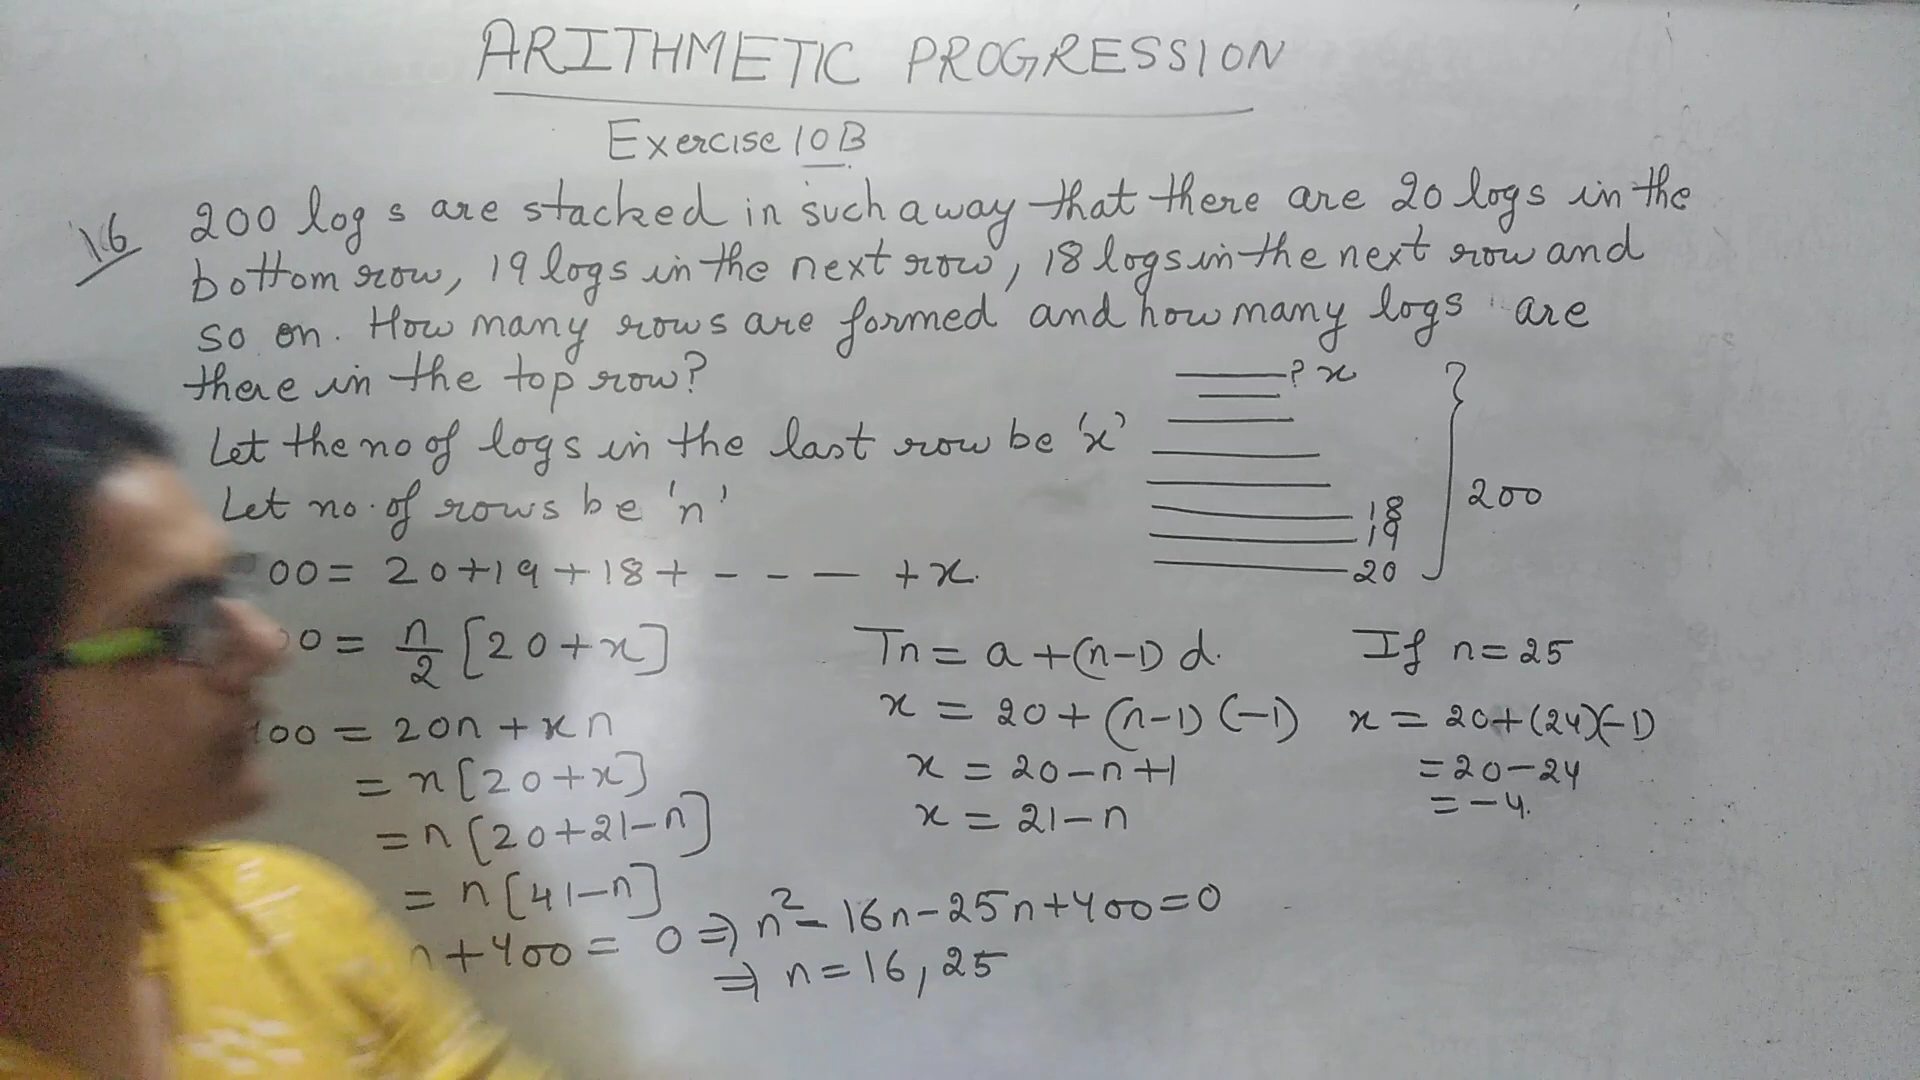 ARITHMETIC PROGRESSION
Exercise 10B
16 200 logs are stacked in such a way that there are 20 logs in the
bottom row, 19 logs in the next row, 18 logs in the next row and
so on. How many rows are formed and how many logs are
there in the top row?
? x
Let the no of logs in the last row be 'x'
Let no. of rows be 'n'
18
19
20
200
00 = 20+19+18+ - - - +x.
0 = n/2 [20+x]
00 = 20n + xn
= n[20+x]
= n[20+21-n]
= n[41-n]
n+400 = 0 ⇒ n²-16n-25n+400=0
⇒ n=16, 25
Tn = a+(n-1)d.
x = 20+(n-1)(-1)
x = 20-n+1
x = 21-n
If n=25
x = 20+(24)(-1)
= 20-24
= -4.